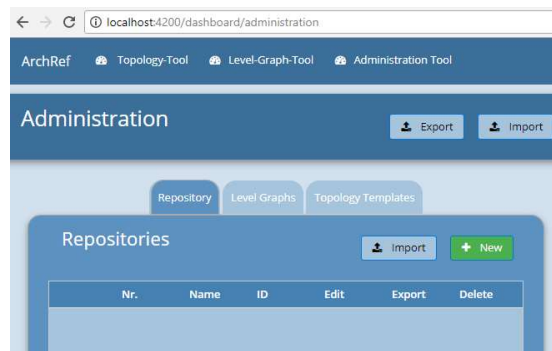 localhost:4200/dashboard/administration
ArchRef Topology-Tool Level-Graph-Tool Administration Tool
Administration Export Import
Repository Level Graphs Topology Templates
Repositories Import New
Nr. Name ID Edit Export Delete